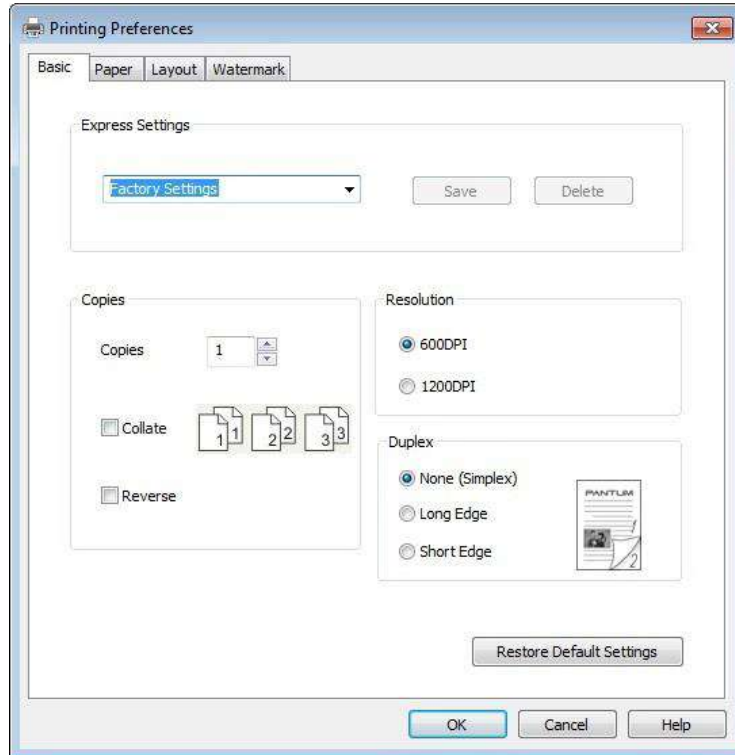 Printing Preferences
Basic Paper Layout Watermark
Express Settings
Factory Settings Save Delete
Copies
Copies 1
Collate 1 1 2 2 3 3
Reverse
Resolution
600DPI
1200DPI
Duplex
None (Simplex)
Long Edge
Short Edge
PANTUM
1
2
Restore Default Settings
OK Cancel Help